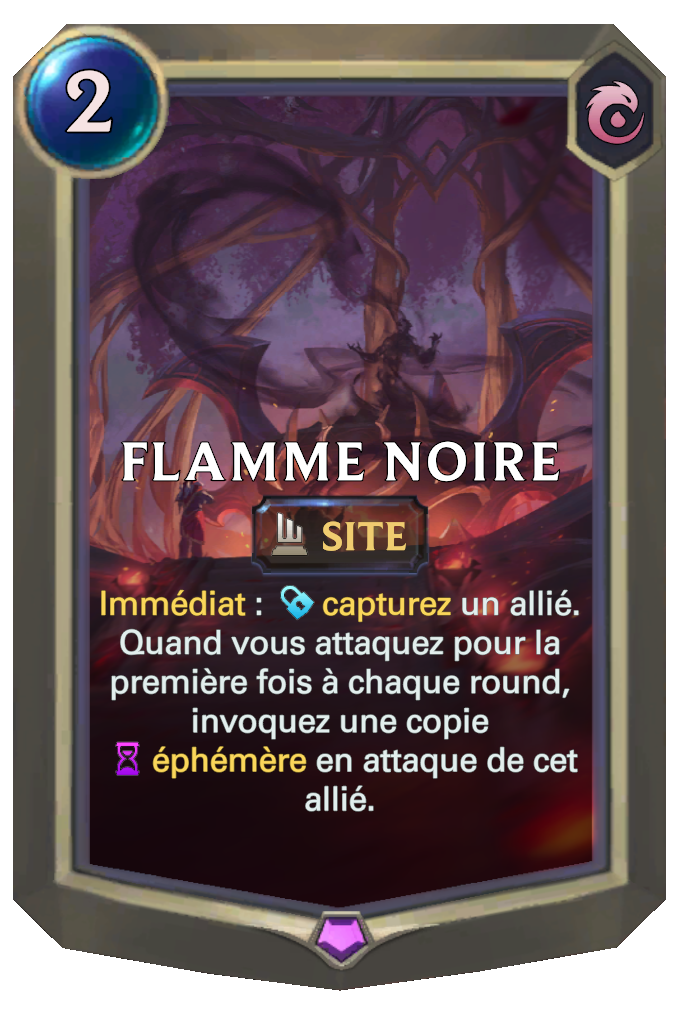 2
FLAMME NOIRE
SITE
Immédiat : capturez un allié.
Quand vous attaquez pour la
première fois à chaque round,
invoquez une copie
éphémère en attaque de cet
allié.